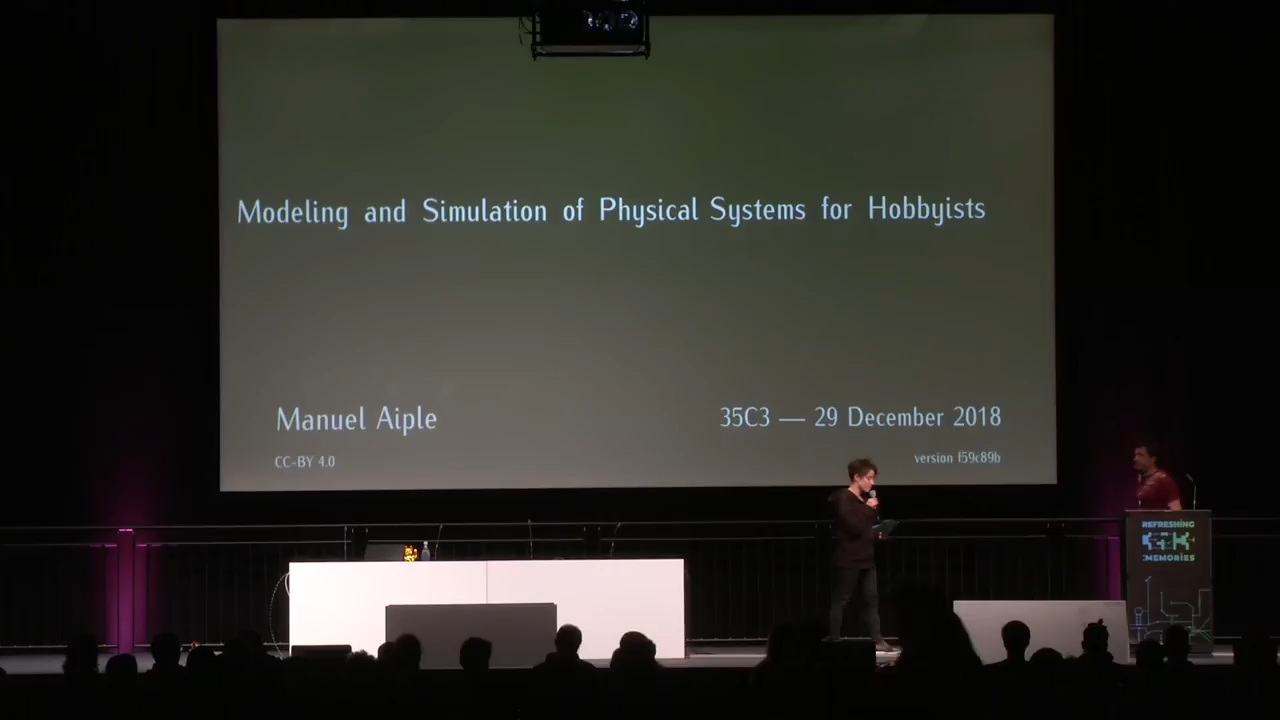 Modeling and Simulation of Physical Systems for Hobbyists
Manuel Aiple
35C3 — 29 December 2018
CC-BY 4.0
version f59c89b
REFRESHING
MEMORIES